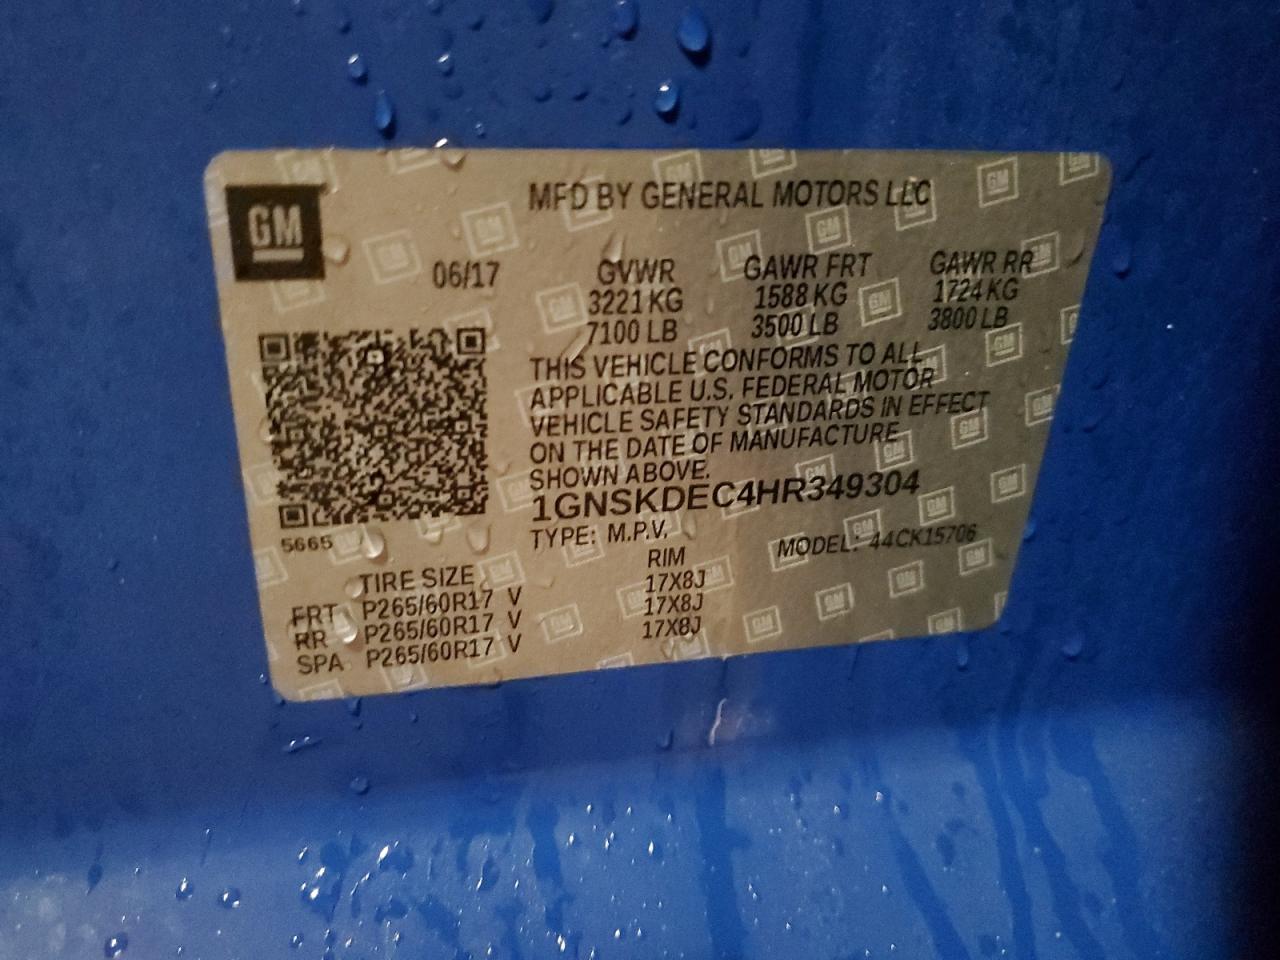 GM
MFD BY GENERAL MOTORS LLC
06/17 GVWR GAWR FRT GAWR RR
3221 KG 1588 KG 1724 KG
7100 LB 3500 LB 3800 LB
THIS VEHICLE CONFORMS TO ALL
APPLICABLE U.S. FEDERAL MOTOR
VEHICLE SAFETY STANDARDS IN EFFECT
ON THE DATE OF MANUFACTURE
SHOWN ABOVE.
1GNSKDEC4HR349304
TYPE: M.P.V. MODEL: 44CK15706
5665
TIRE SIZE RIM
FRT P265/60R17 V 17X8J
RR P265/60R17 V 17X8J
SPA P265/60R17 V 17X8J